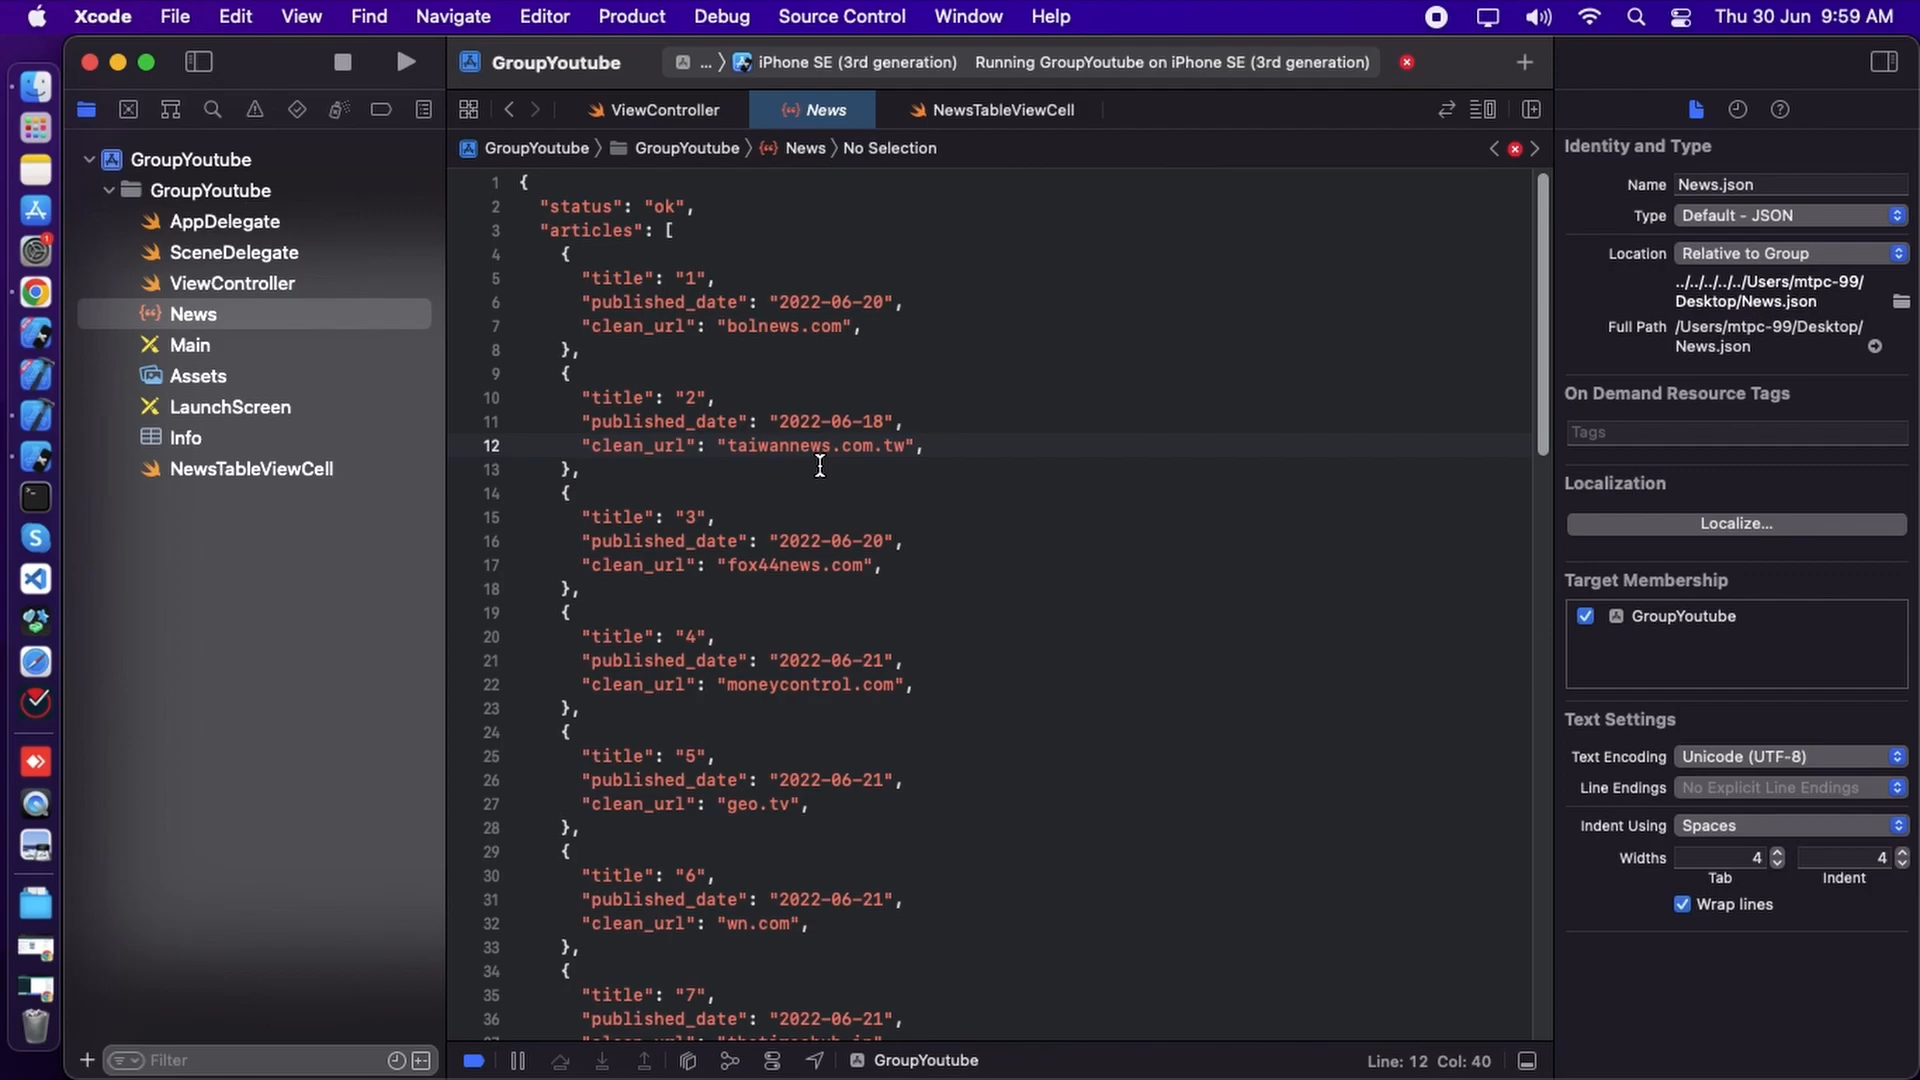 Xcode File Edit View Find Navigate Editor Product Debug Source Control Window Help Thu 30 Jun 9:59 AM
GroupYoutube ... 〉 iPhone SE (3rd generation) Running GroupYoutube on iPhone SE (3rd generation)
ViewController News NewsTableViewCell
GroupYoutube 〉 GroupYoutube 〉 News 〉 No Selection
GroupYoutube
GroupYoutube
AppDelegate
SceneDelegate
ViewController
News
Main
Assets
LaunchScreen
Info
NewsTableViewCell
Filter
1 {
2 "status": "ok",
3 "articles": [
4 {
5 "title": "1",
6 "published_date": "2022-06-20",
7 "clean_url": "bolnews.com",
8 },
9 {
10 "title": "2",
11 "published_date": "2022-06-18",
12 "clean_url": "taiwannews.com.tw",
13 },
14 {
15 "title": "3",
16 "published_date": "2022-06-20",
17 "clean_url": "fox44news.com",
18 },
19 {
20 "title": "4",
21 "published_date": "2022-06-21",
22 "clean_url": "moneycontrol.com",
23 },
24 {
25 "title": "5",
26 "published_date": "2022-06-21",
27 "clean_url": "geo.tv",
28 },
29 {
30 "title": "6",
31 "published_date": "2022-06-21",
32 "clean_url": "wn.com",
33 },
34 {
35 "title": "7",
36 "published_date": "2022-06-21",
GroupYoutube
Line: 12 Col: 40
Identity and Type
Name News.json
Type Default - JSON
Location Relative to Group
../../../../../Users/mtpc-99/
Desktop/News.json
Full Path /Users/mtpc-99/Desktop/
News.json
On Demand Resource Tags
Tags
Localization
Localize...
Target Membership
GroupYoutube
Text Settings
Text Encoding Unicode (UTF-8)
Line Endings No Explicit Line Endings
Indent Using Spaces
Widths 4 4
Tab Indent
Wrap lines